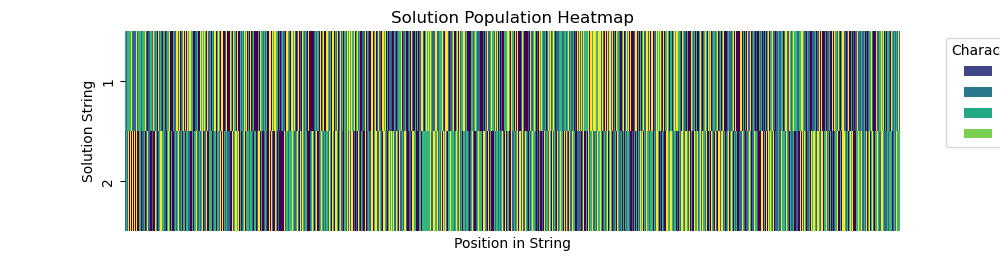 Solution Population Heatmap
Charac
1
2
Solution String
Position in String